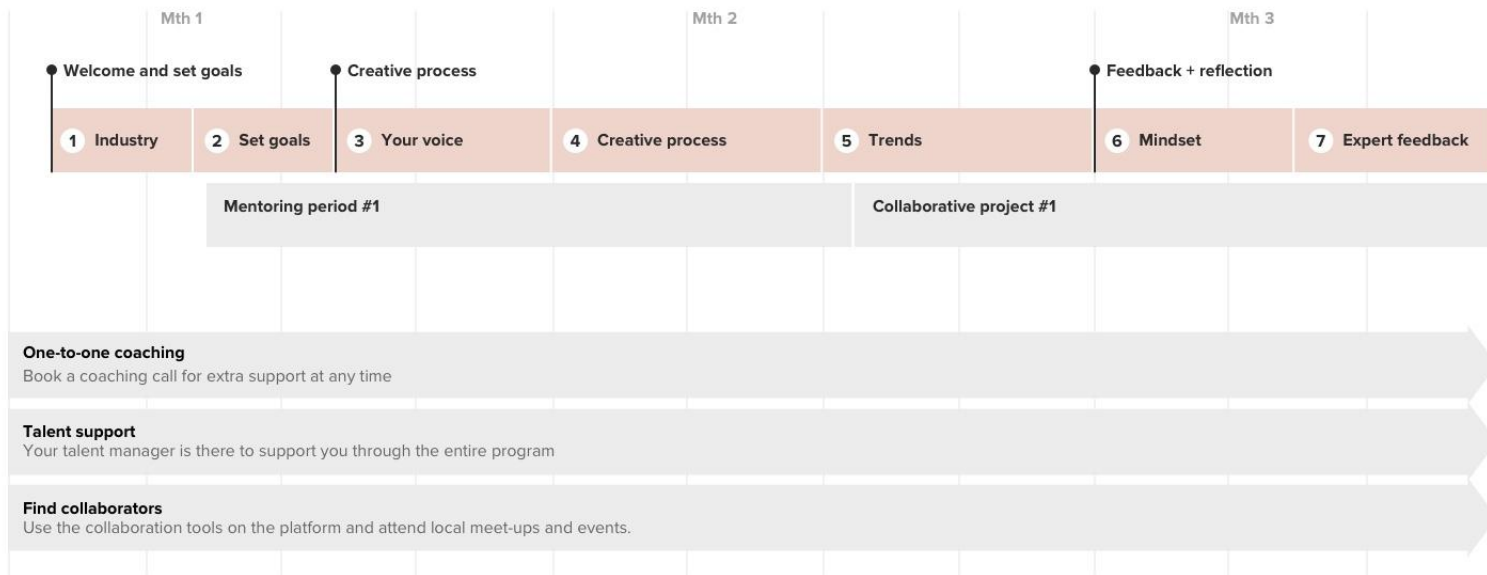 Mth 1 Mth 2 Mth 3
Welcome and set goals Creative process Feedback + reflection
1 Industry 2 Set goals 3 Your voice 4 Creative process 5 Trends 6 Mindset 7 Expert feedback
Mentoring period #1 Collaborative project #1
One-to-one coaching
Book a coaching call for extra support at any time
Talent support
Your talent manager is there to support you through the entire program
Find collaborators
Use the collaboration tools on the platform and attend local meet-ups and events.